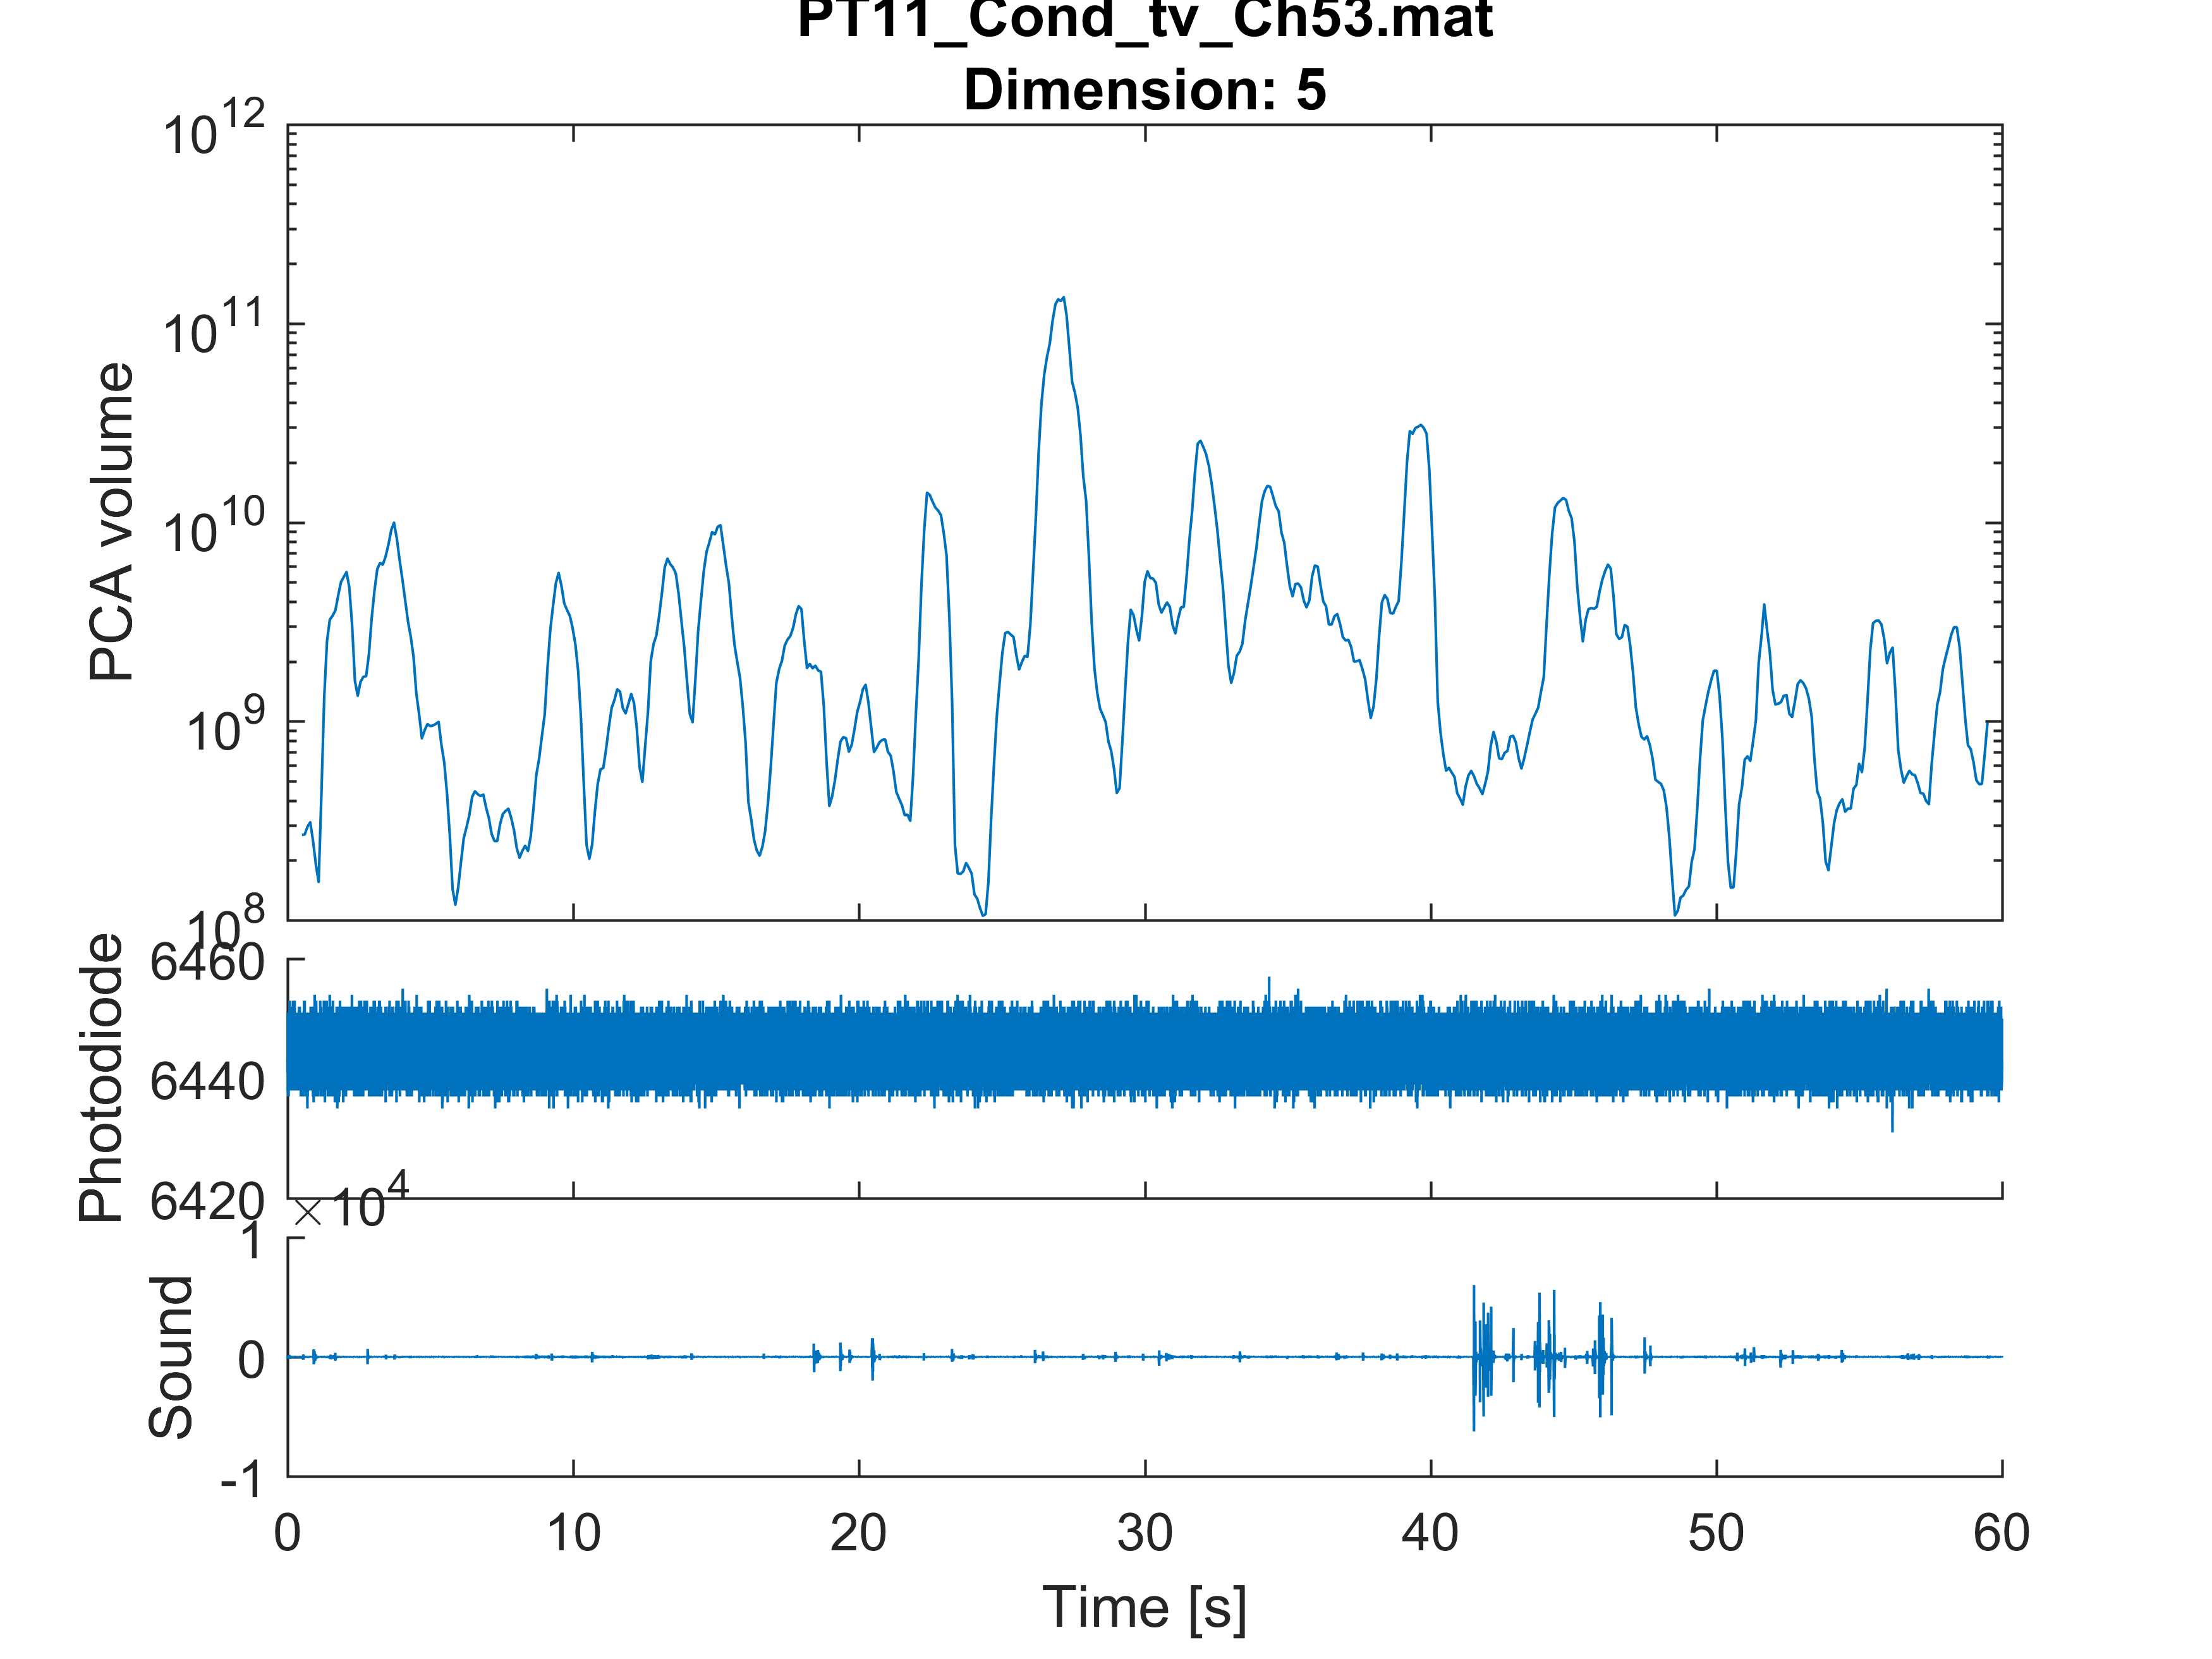 PT11_Cond_tv_Ch53.mat
Dimension: 5
10^12
10^11
10^10
10^9
10^8
PCA volume
6460
6440
6420
Photodiode
×10^4
1
0
-1
Sound
0 10 20 30 40 50 60
Time [s]